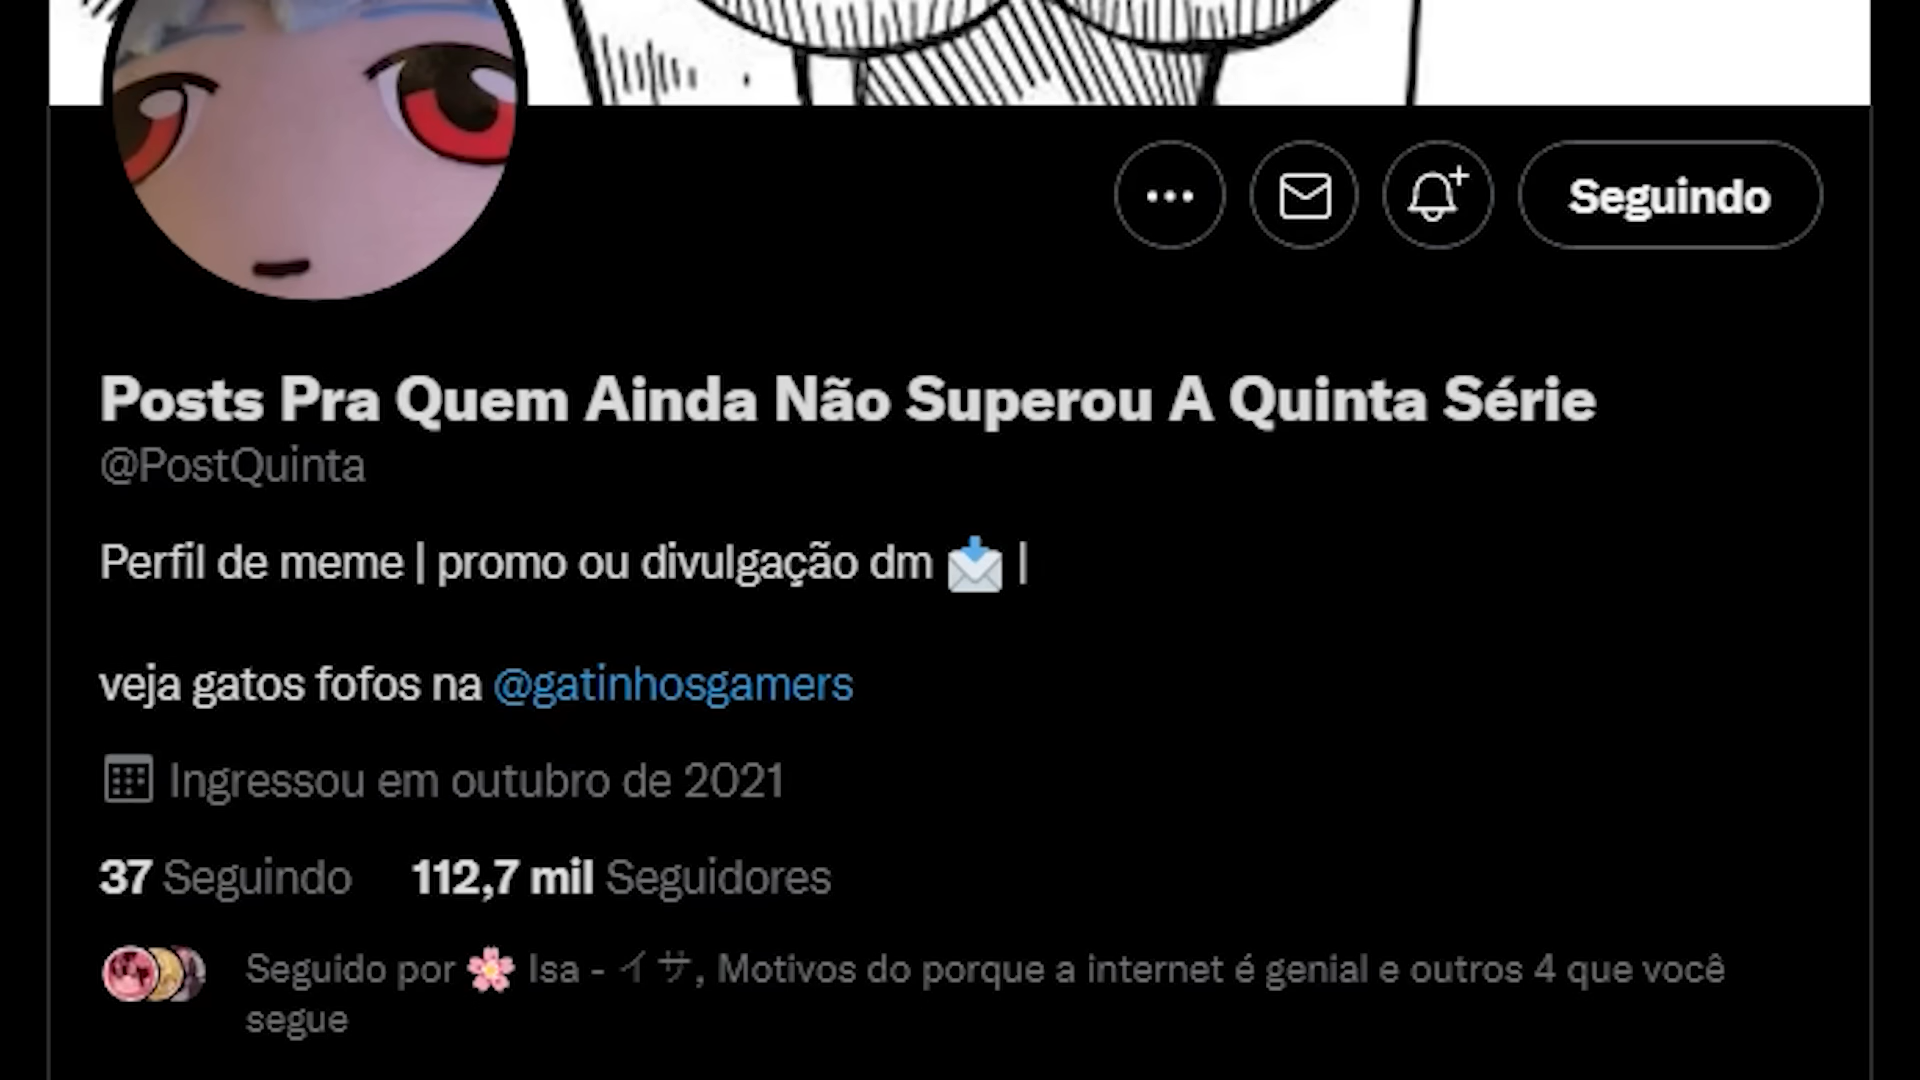 Seguindo
Posts Pra Quem Ainda Não Superou A Quinta Série
@PostQuinta
Perfil de meme | promo ou divulgação dm 📩 |
veja gatos fofos na @gatinhosgamers
Ingressou em outubro de 2021
37 Seguindo 112,7 mil Seguidores
Seguido por 🌸 Isa - イサ, Motivos do porque a internet é genial e outros 4 que você
segue